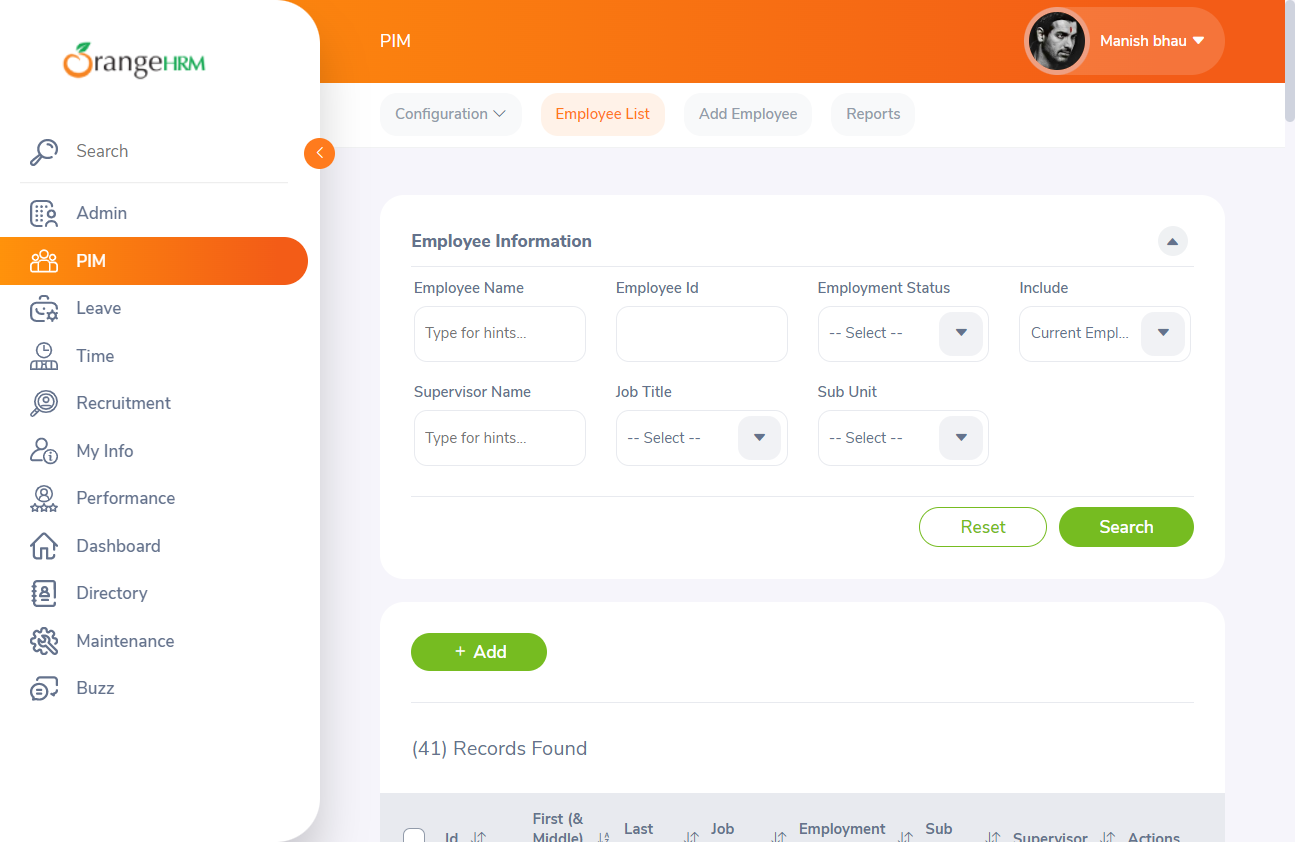 OrangeHRM
PIM
Manish bhau
Configuration
Employee List
Add Employee
Reports
Search
Admin
PIM
Leave
Time
Recruitment
My Info
Performance
Dashboard
Directory
Maintenance
Buzz
Employee Information
Employee Name
Employee Id
Employment Status
Include
Type for hints...
-- Select --
Current Empl...
Supervisor Name
Job Title
Sub Unit
Type for hints...
-- Select --
-- Select --
Reset
Search
+ Add
(41) Records Found
Id
First (&
Middle)
Last
Job
Employment
Sub
Supervisor
Actions